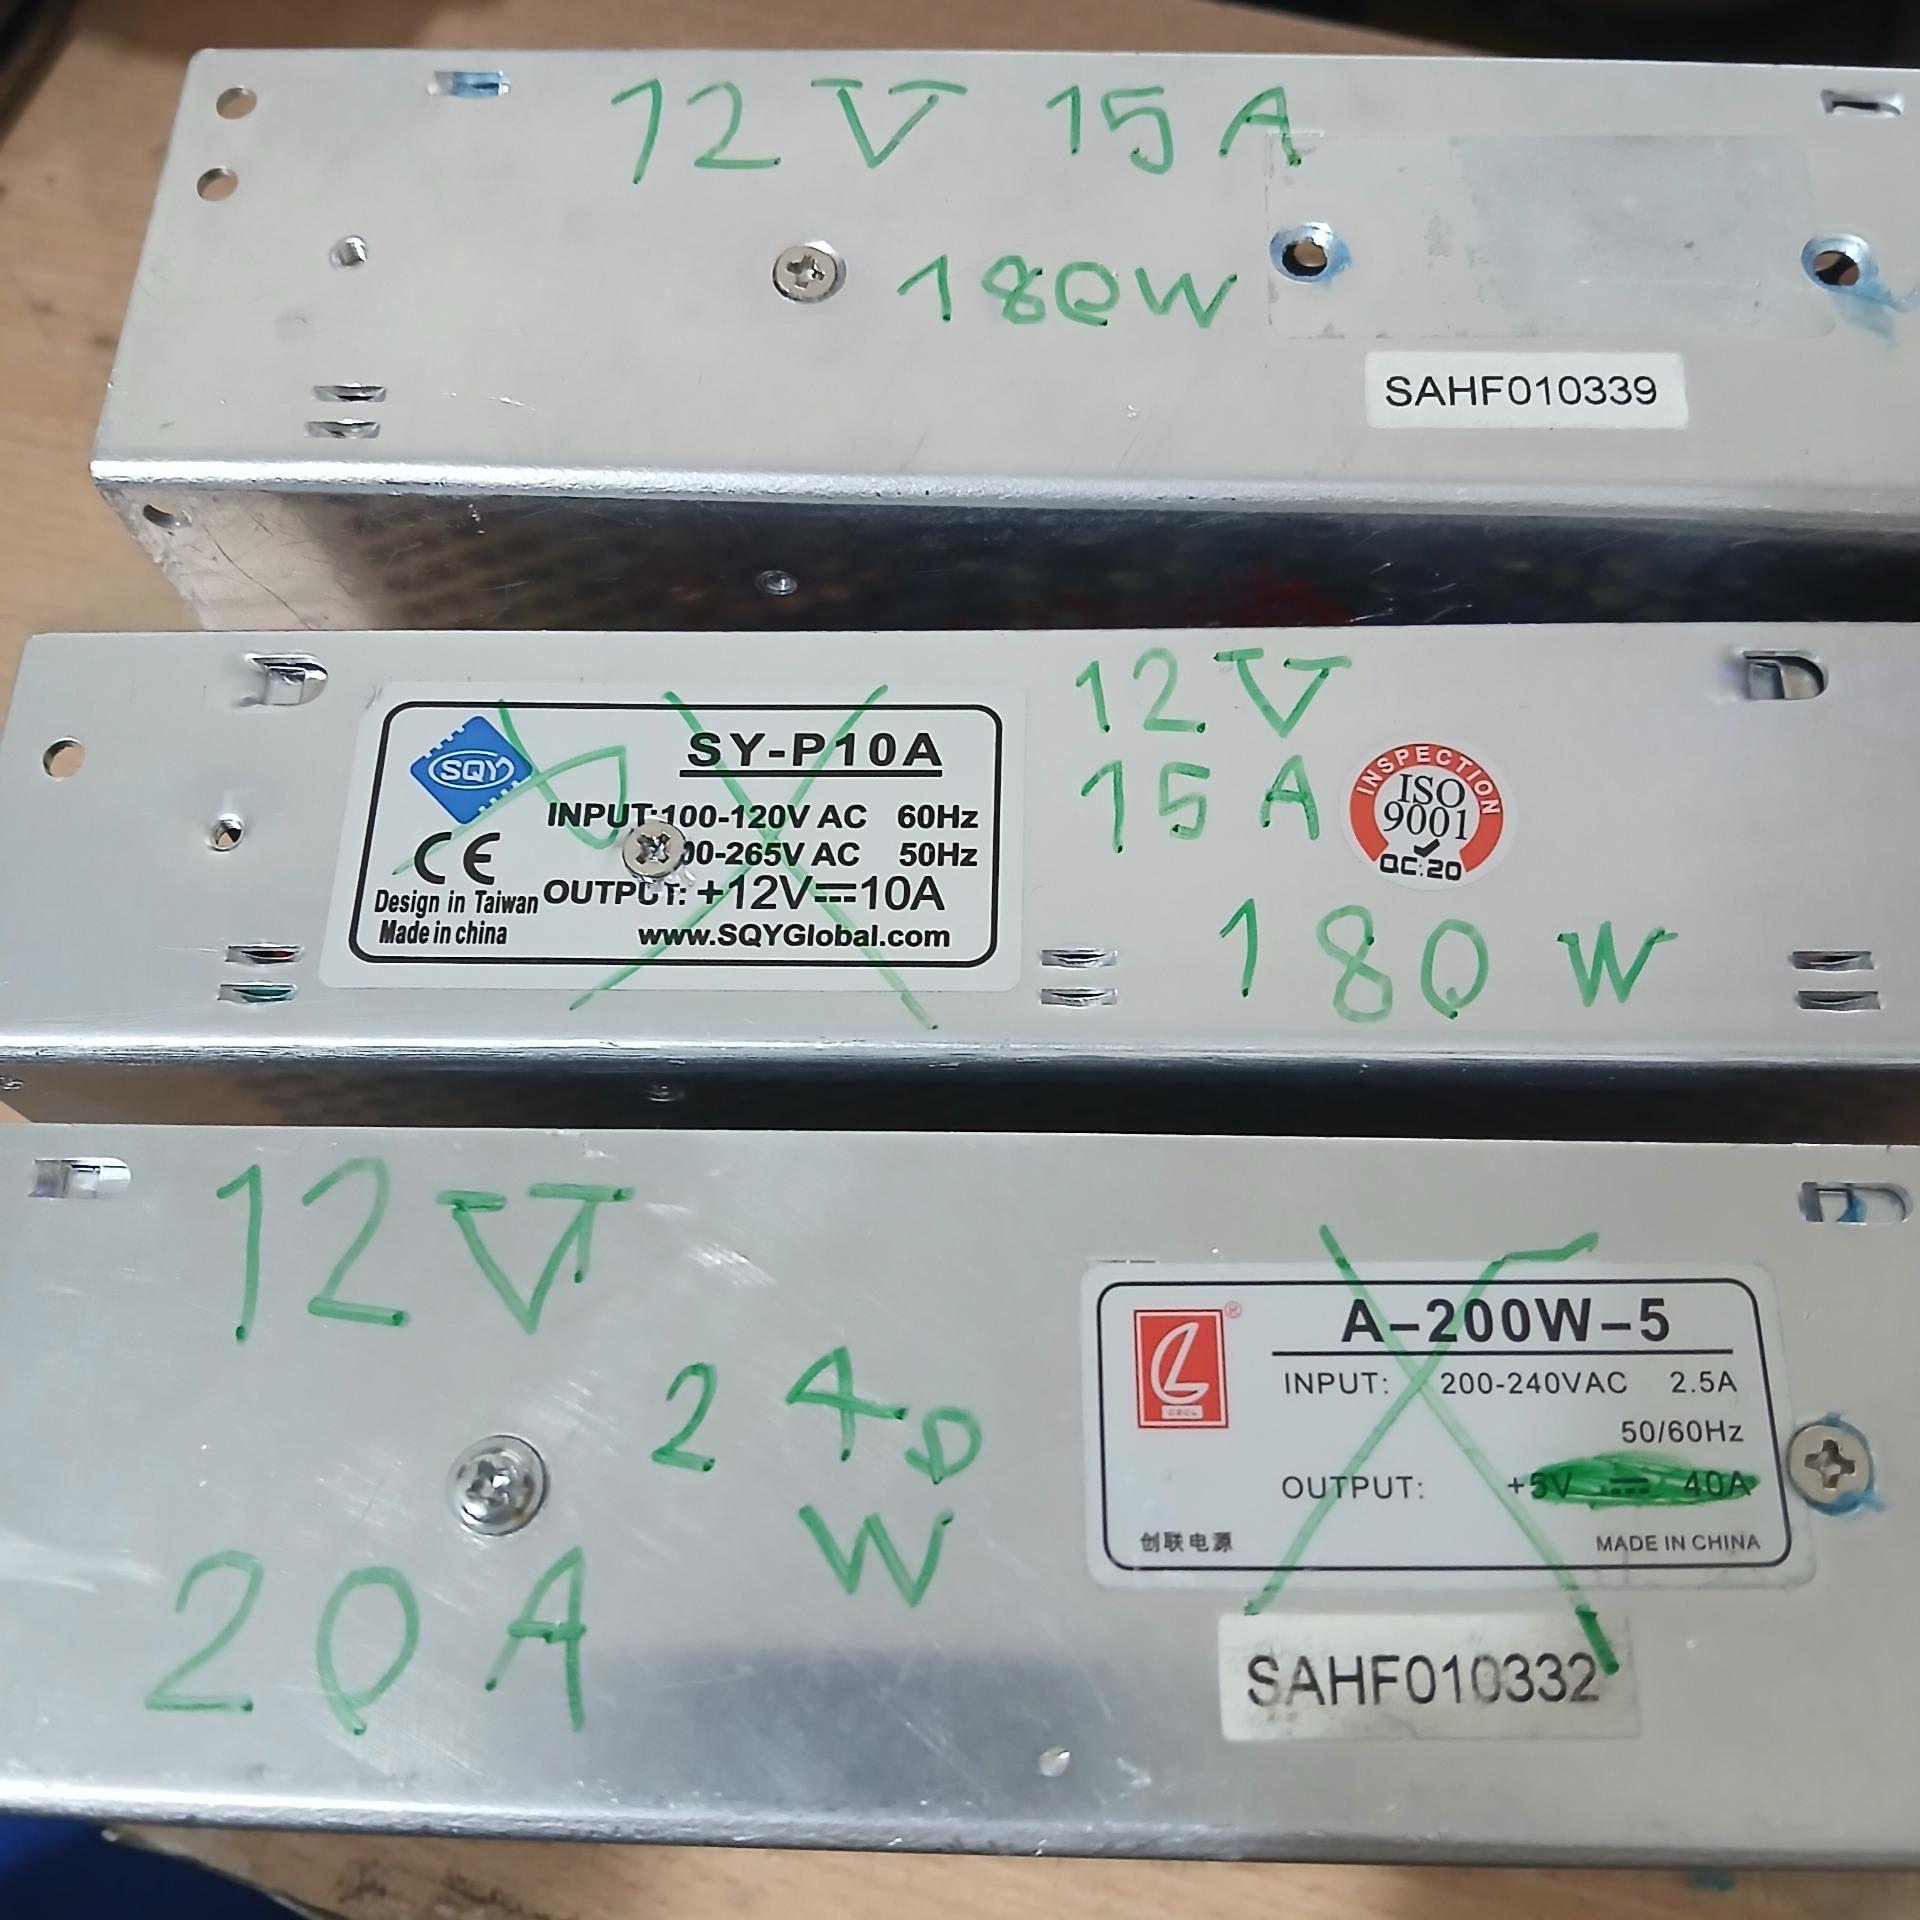 12V 15A
180W
SAHF010339
SQY
SY-P10A
INPUT:100-120V AC 60Hz
00-265V AC 50Hz
OUTPUT: +12V⎓10A
CE
Design in Taiwan
Made in china
www.SQYGlobal.com
12V
15A
180W
INSPECTION
ISO
9001
QC:20
12V
240
W
20A
A-200W-5
INPUT: 200-240VAC 2.5A
50/60Hz
OUTPUT: +5V ⎓ 40A
创联电源
MADE IN CHINA
SAHF010332